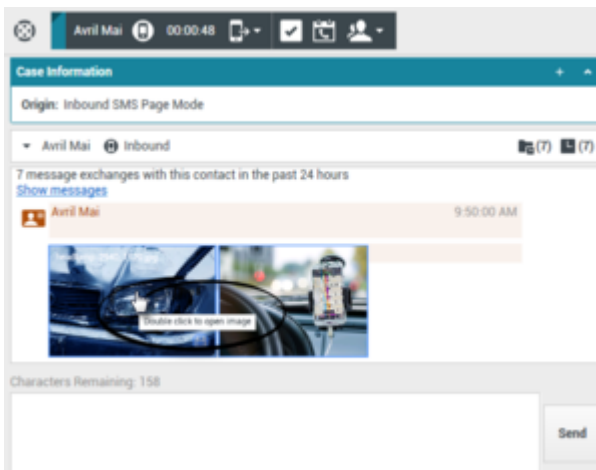 Avril Mai 00:00:48
Case Information
Origin: Inbound SMS Page Mode
Avril Mai Inbound (7) (7)
7 message exchanges with this contact in the past 24 hours
Show messages
Avril Mai 9:50:00 AM
Double click to open image
Characters Remaining: 158
Send